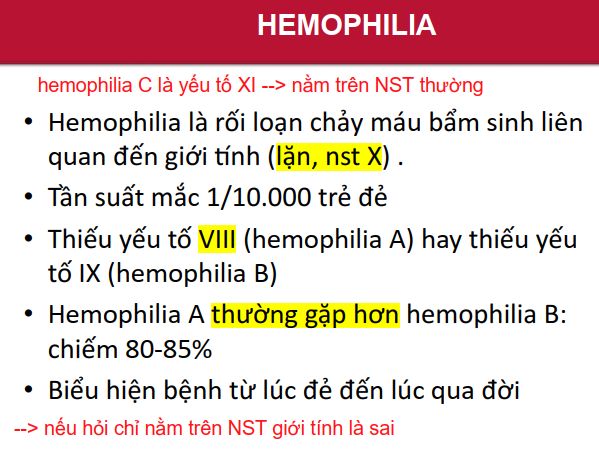 HEMOPHILIA
hemophilia C là yếu tố XI --> nằm trên NST thường
• Hemophilia là rối loạn chảy máu bẩm sinh liên
quan đến giới tính (lặn, nst X) .
• Tần suất mắc 1/10.000 trẻ đẻ
• Thiếu yếu tố VIII (hemophilia A) hay thiếu yếu
tố IX (hemophilia B)
• Hemophilia A thường gặp hơn hemophilia B:
chiếm 80-85%
• Biểu hiện bệnh từ lúc đẻ đến lúc qua đời
--> nếu hỏi chỉ nằm trên NST giới tính là sai